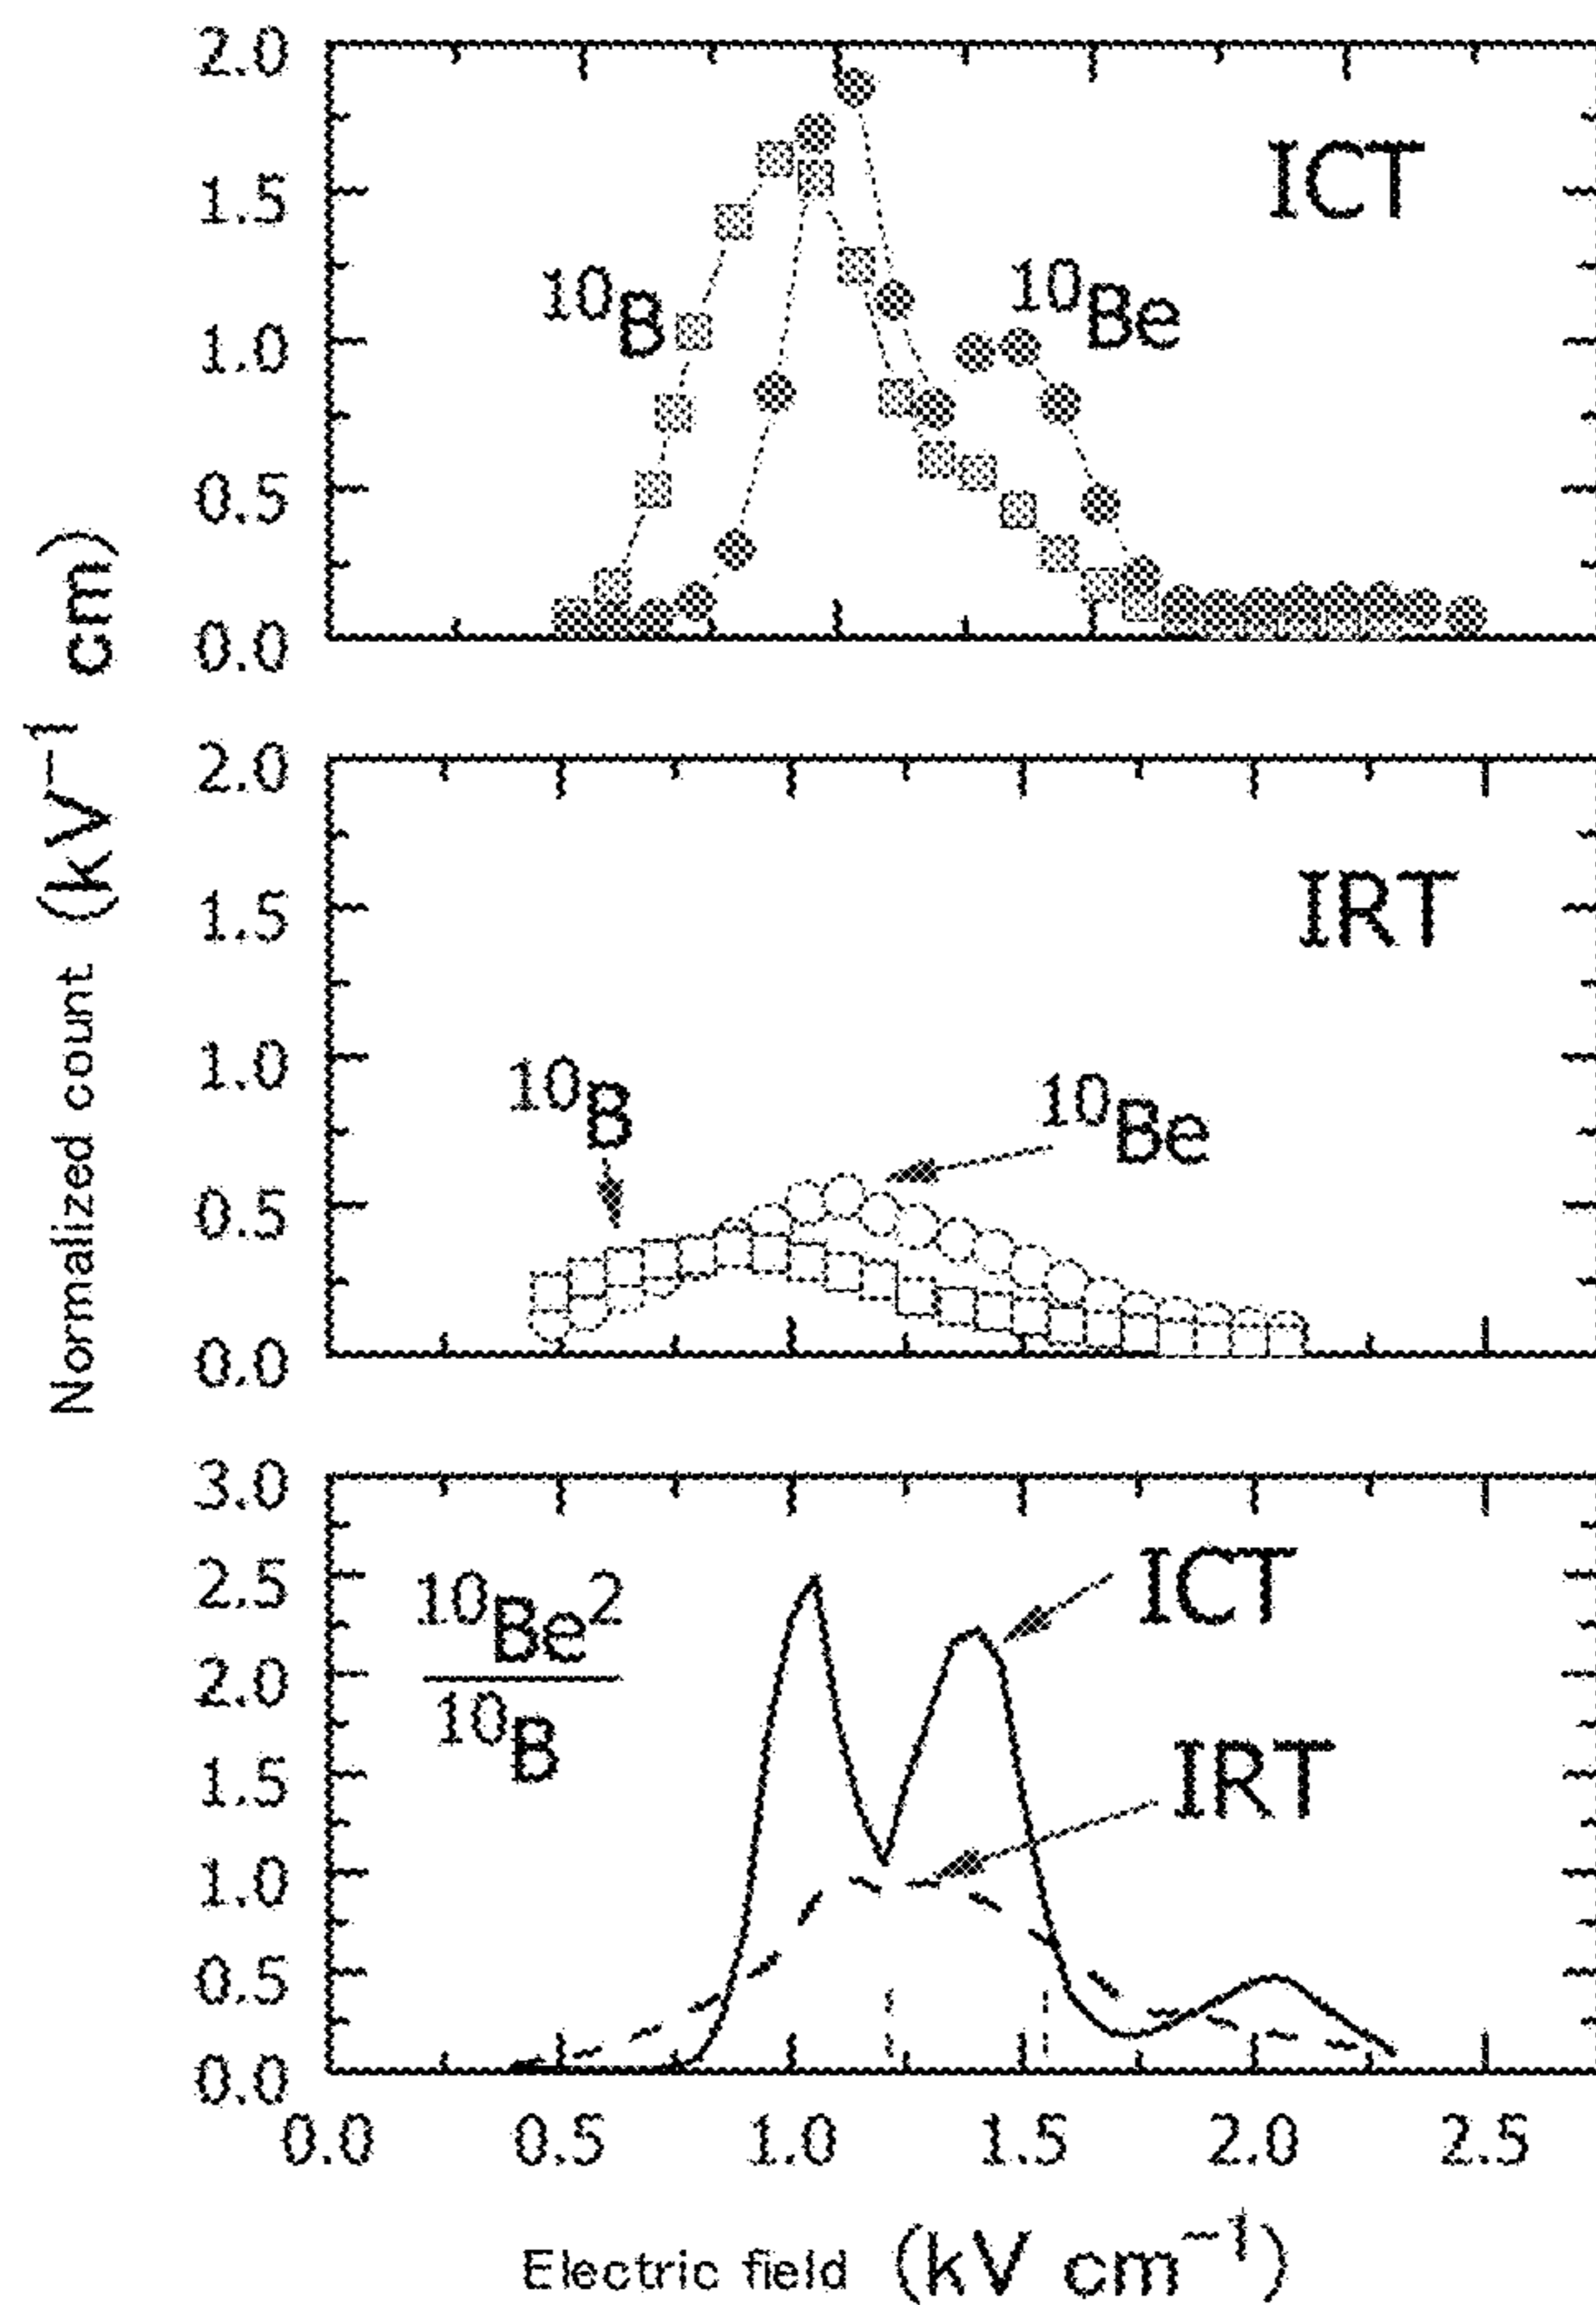 Normalized count (kV⁻¹ cm)
2.0
1.5
1.0
0.5
0.0
ICT
¹⁰B
¹⁰Be
2.0
1.5
1.0
0.5
0.0
IRT
¹⁰B
¹⁰Be
3.0
2.5
2.0
1.5
1.0
0.5
0.0
¹⁰Be²
¹⁰B
ICT
IRT
0.0 0.5 1.0 1.5 2.0 2.5
Electric field (kV cm⁻¹)